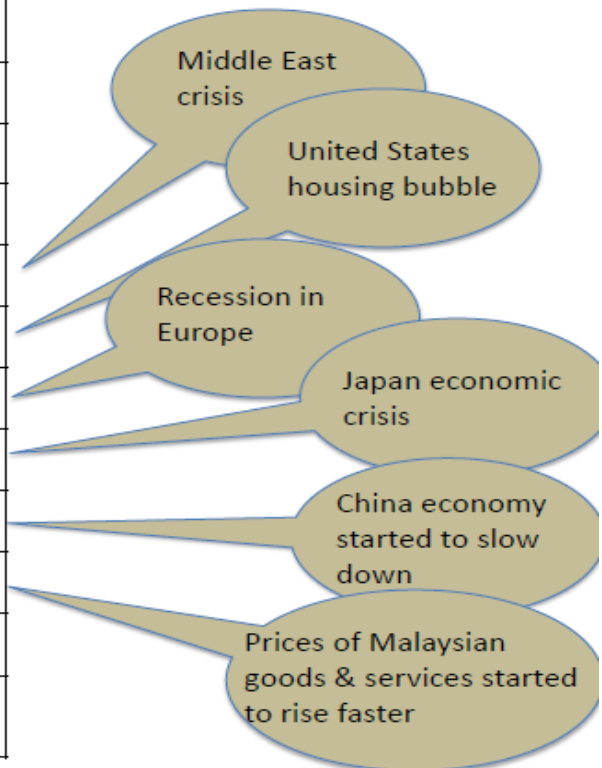 Middle East
crisis
United States
housing bubble
Recession in
Europe
Japan economic
crisis
China economy
started to slow
down
Prices of Malaysian
goods & services started
to rise faster